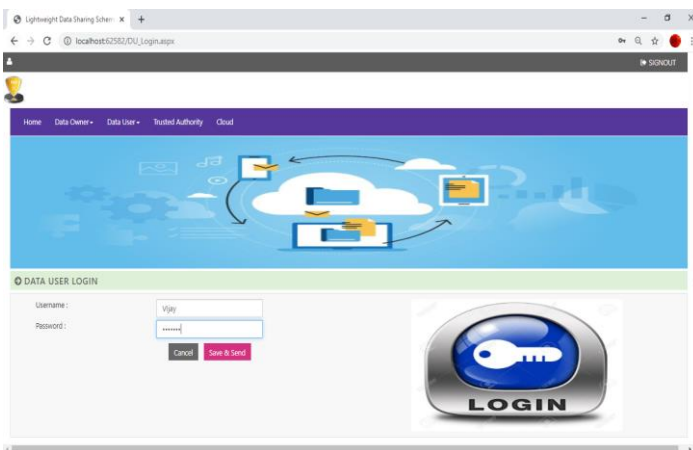 Lightweight Data Sharing Schem
localhost:62582/DU_Login.aspx
SIGNOUT
Home Data Owner Data User Trusted Authority Cloud
DATA USER LOGIN
Username :
Vijay
Password :
•••••••
Cancel Save & Send
LOGIN